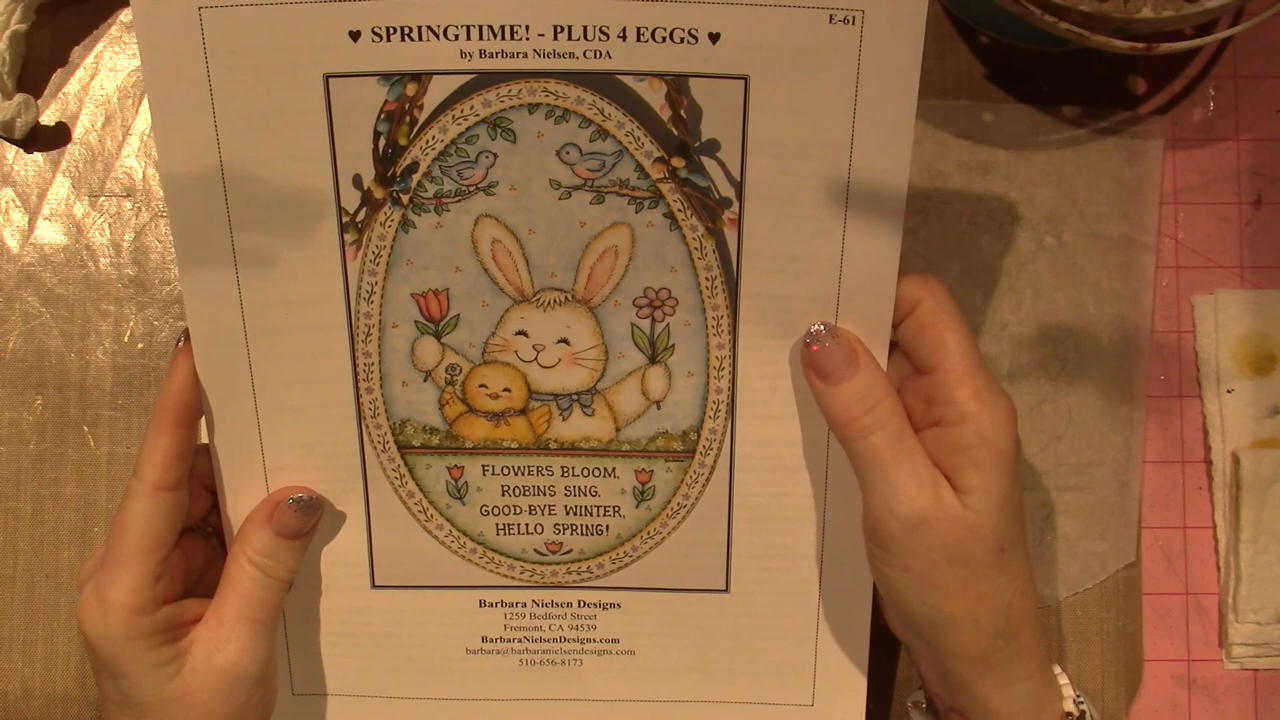 E-61
♥ SPRINGTIME! - PLUS 4 EGGS ♥
by Barbara Nielsen, CDA
FLOWERS BLOOM,
ROBINS SING.
GOOD-BYE WINTER,
HELLO SPRING!
Barbara Nielsen Designs
1259 Bedford Street
Fremont, CA 94539
BarbaraNielsenDesigns.com
barbara@barbaranielsendesigns.com
510-656-8173